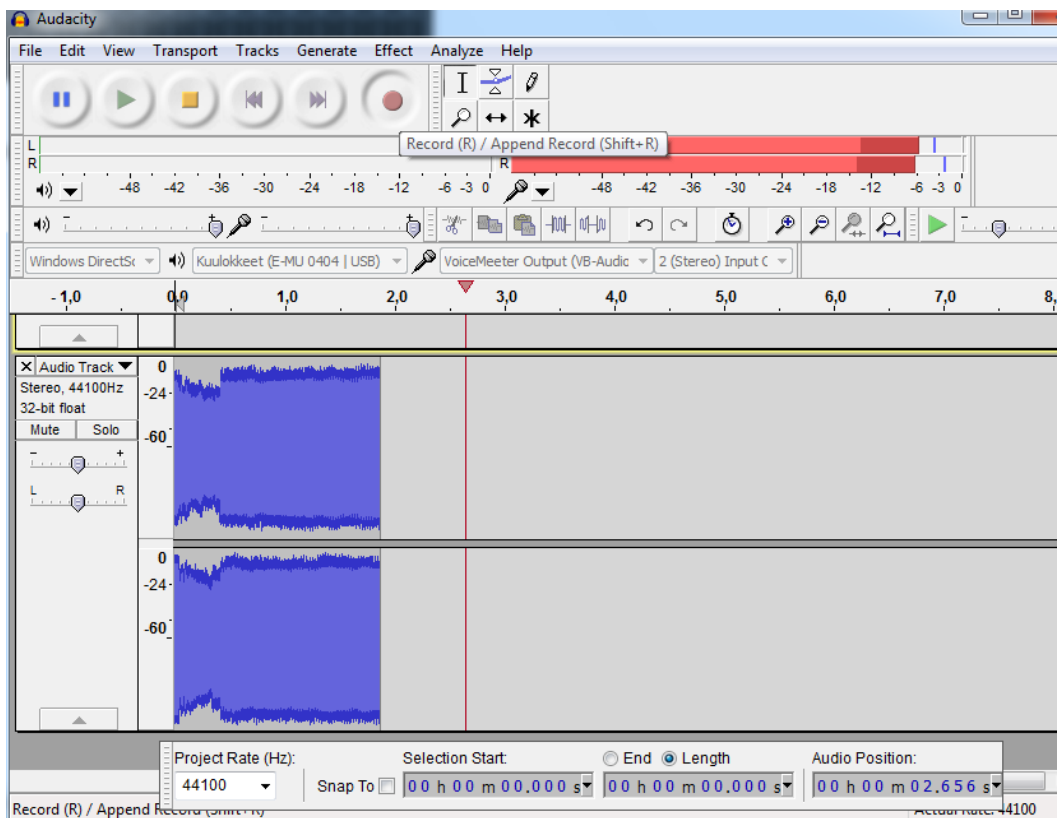 Audacity
File Edit View Transport Tracks Generate Effect Analyze Help
Record (R) / Append Record (Shift+R)
L
R R
-48 -42 -36 -30 -24 -18 -12 -6 -3 0 -48 -42 -36 -30 -24 -18 -12 -6 -3 0
- + - +
Windows DirectSo Kuulokkeet (E-MU 0404 | USB) VoiceMeeter Output (VB-Audio 2 (Stereo) Input C
- 1,0 0,0 1,0 2,0 3,0 4,0 5,0 6,0 7,0 8,
X Audio Track 0
Stereo, 44100Hz -24
32-bit float
Mute Solo -60
- +
L R
0
-24
-60
Project Rate (Hz): Selection Start: End Length Audio Position:
44100 Snap To 00 h 00 m 00.000 s 00 h 00 m 00.000 s 00 h 00 m 02.656 s
Record (R) / Append Record (Shift+R) Actual Rate: 44100